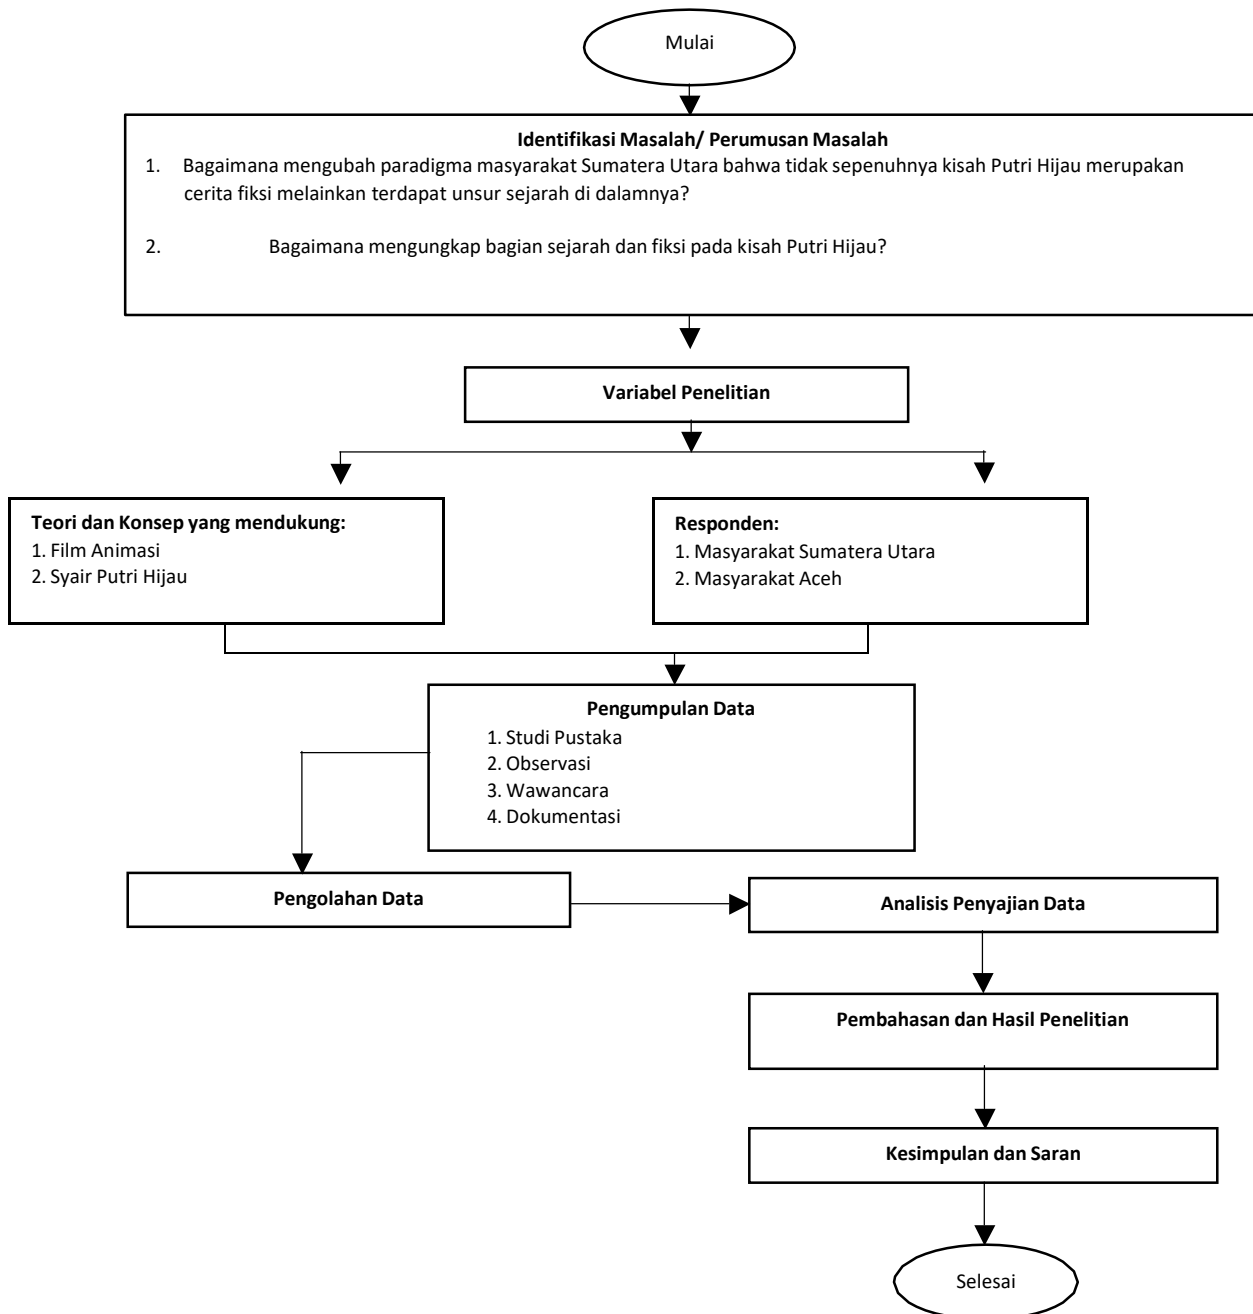 Mulai
Identifikasi Masalah/ Perumusan Masalah
1. Bagaimana mengubah paradigma masyarakat Sumatera Utara bahwa tidak sepenuhnya kisah Putri Hijau merupakan
cerita fiksi melainkan terdapat unsur sejarah di dalamnya?
2. Bagaimana mengungkap bagian sejarah dan fiksi pada kisah Putri Hijau?
Variabel Penelitian
Teori dan Konsep yang mendukung:
1. Film Animasi
2. Syair Putri Hijau
Responden:
1. Masyarakat Sumatera Utara
2. Masyarakat Aceh
Pengumpulan Data
1. Studi Pustaka
2. Observasi
3. Wawancara
4. Dokumentasi
Pengolahan Data
Analisis Penyajian Data
Pembahasan dan Hasil Penelitian
Kesimpulan dan Saran
Selesai